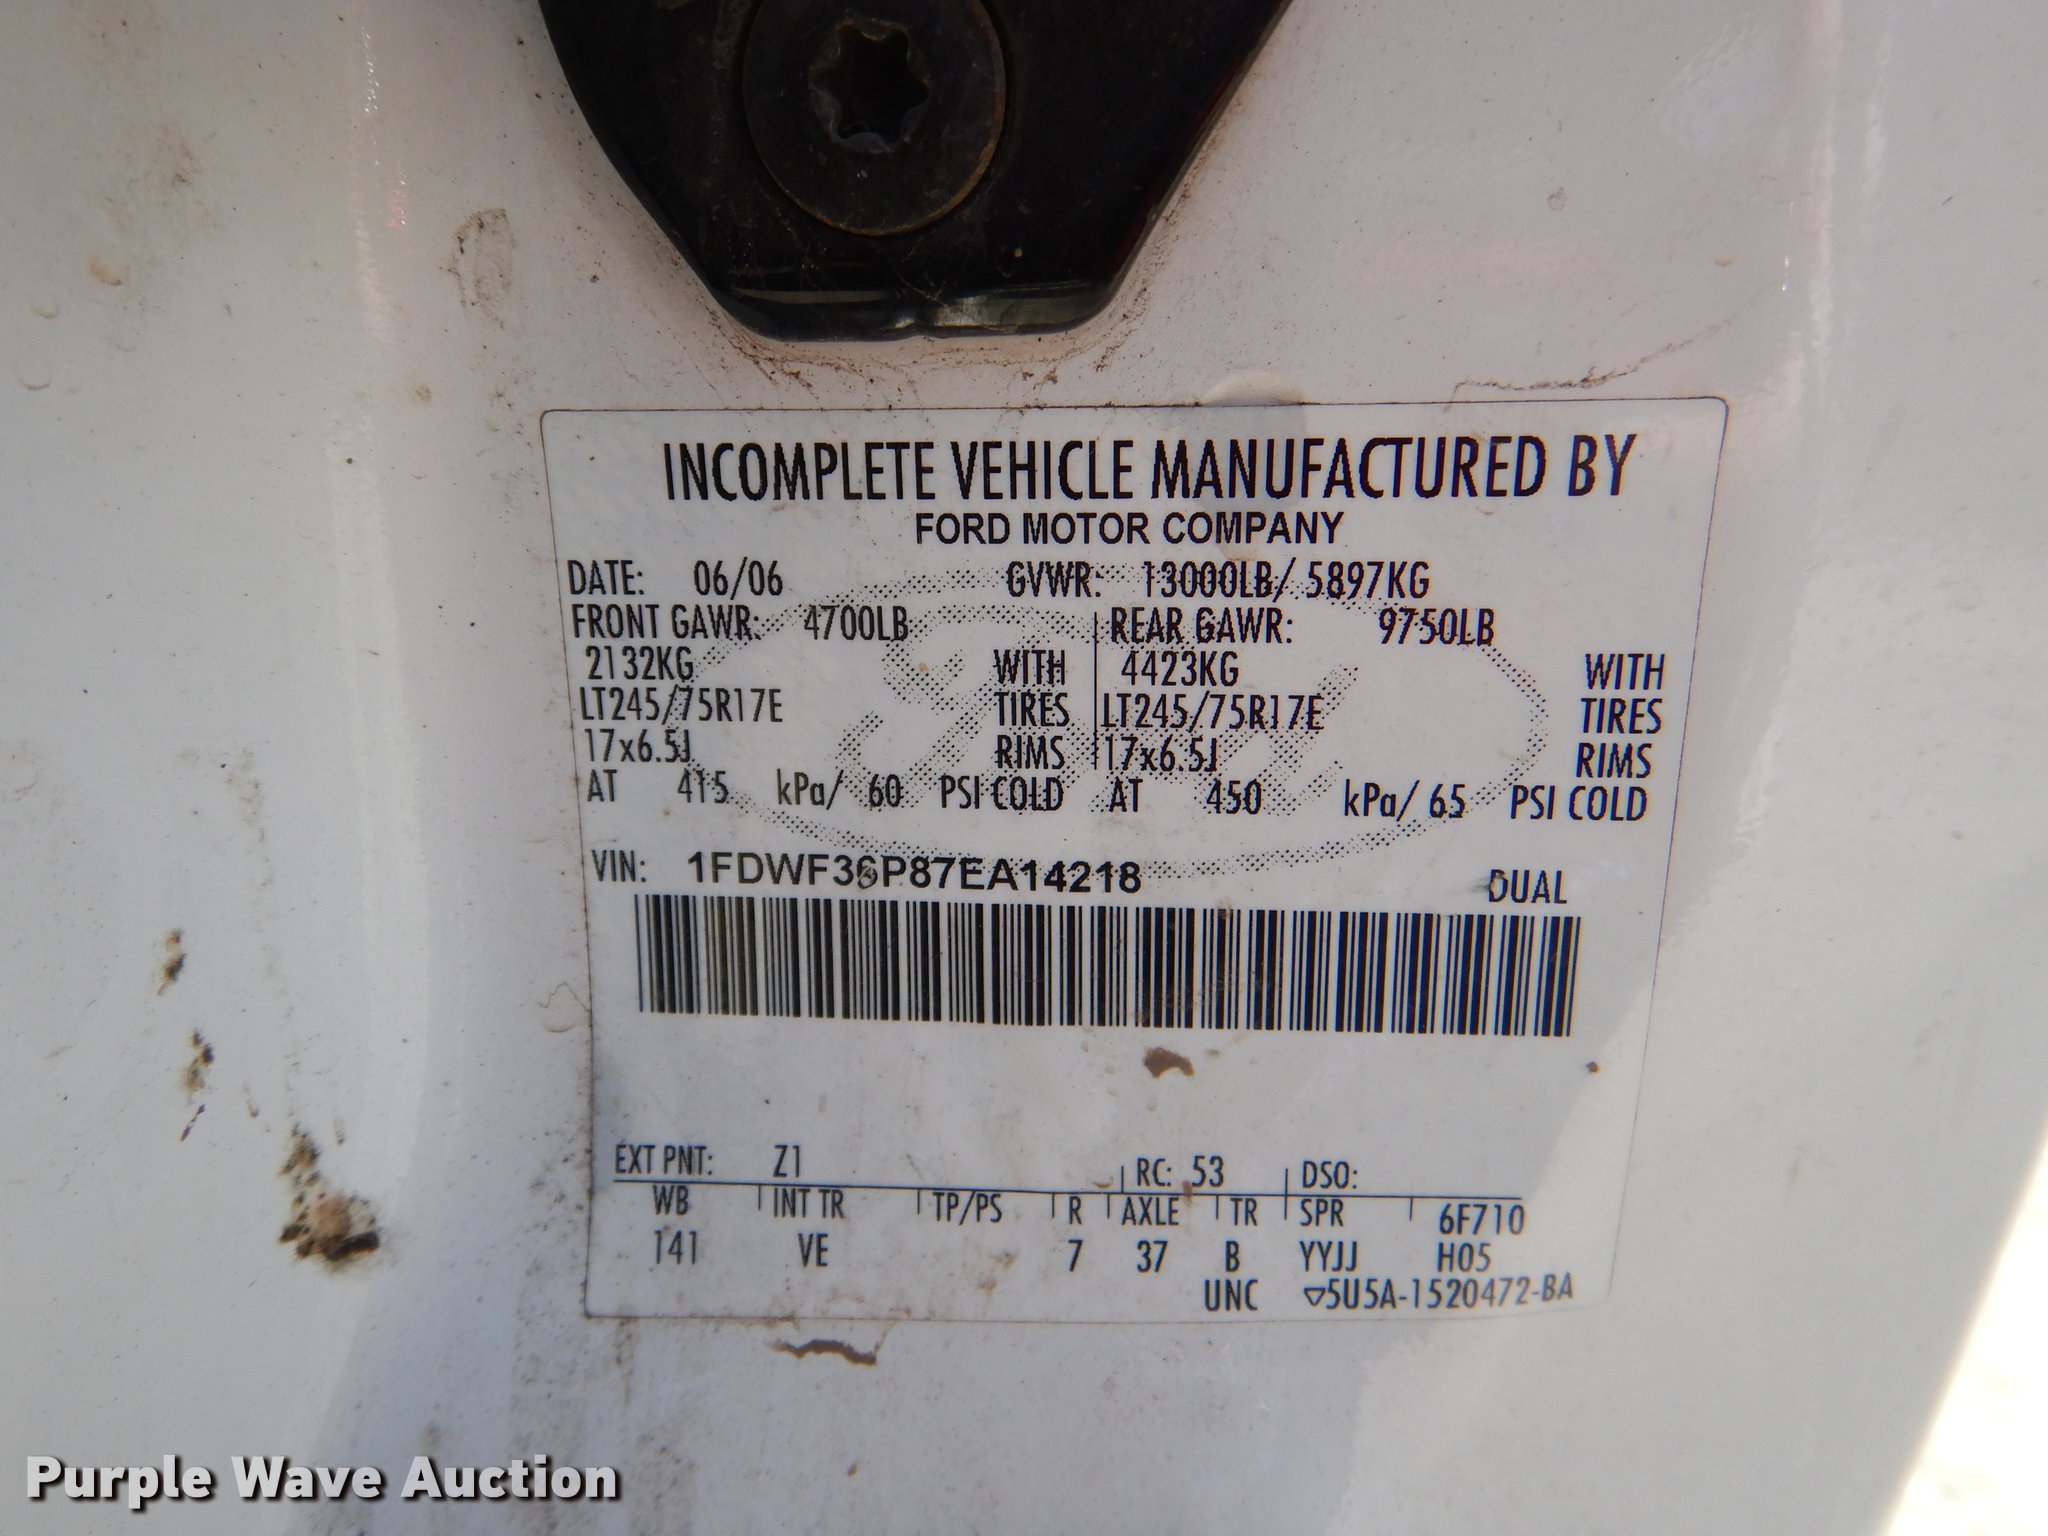 INCOMPLETE VEHICLE MANUFACTURED BY
FORD MOTOR COMPANY
DATE: 06/06 GVWR: 13000LB/ 5897KG
FRONT GAWR: 4700LB REAR GAWR: 9750LB
2132KG WITH 4423KG WITH
LT245/75R17E TIRES LT245/75R17E TIRES
17x6.5J RIMS 17x6.5J RIMS
AT 415 kPa/ 60 PSI COLD AT 450 kPa/ 65 PSI COLD
VIN: 1FDWF36P87EA14218 DUAL
EXT PNT: Z1 RC: 53 DSO:
WB INT TR TP/PS R AXLE TR SPR 6F710
141 VE 7 37 B YYJJ H05
UNC ▽5U5A-1520472-BA
Purple Wave Auction